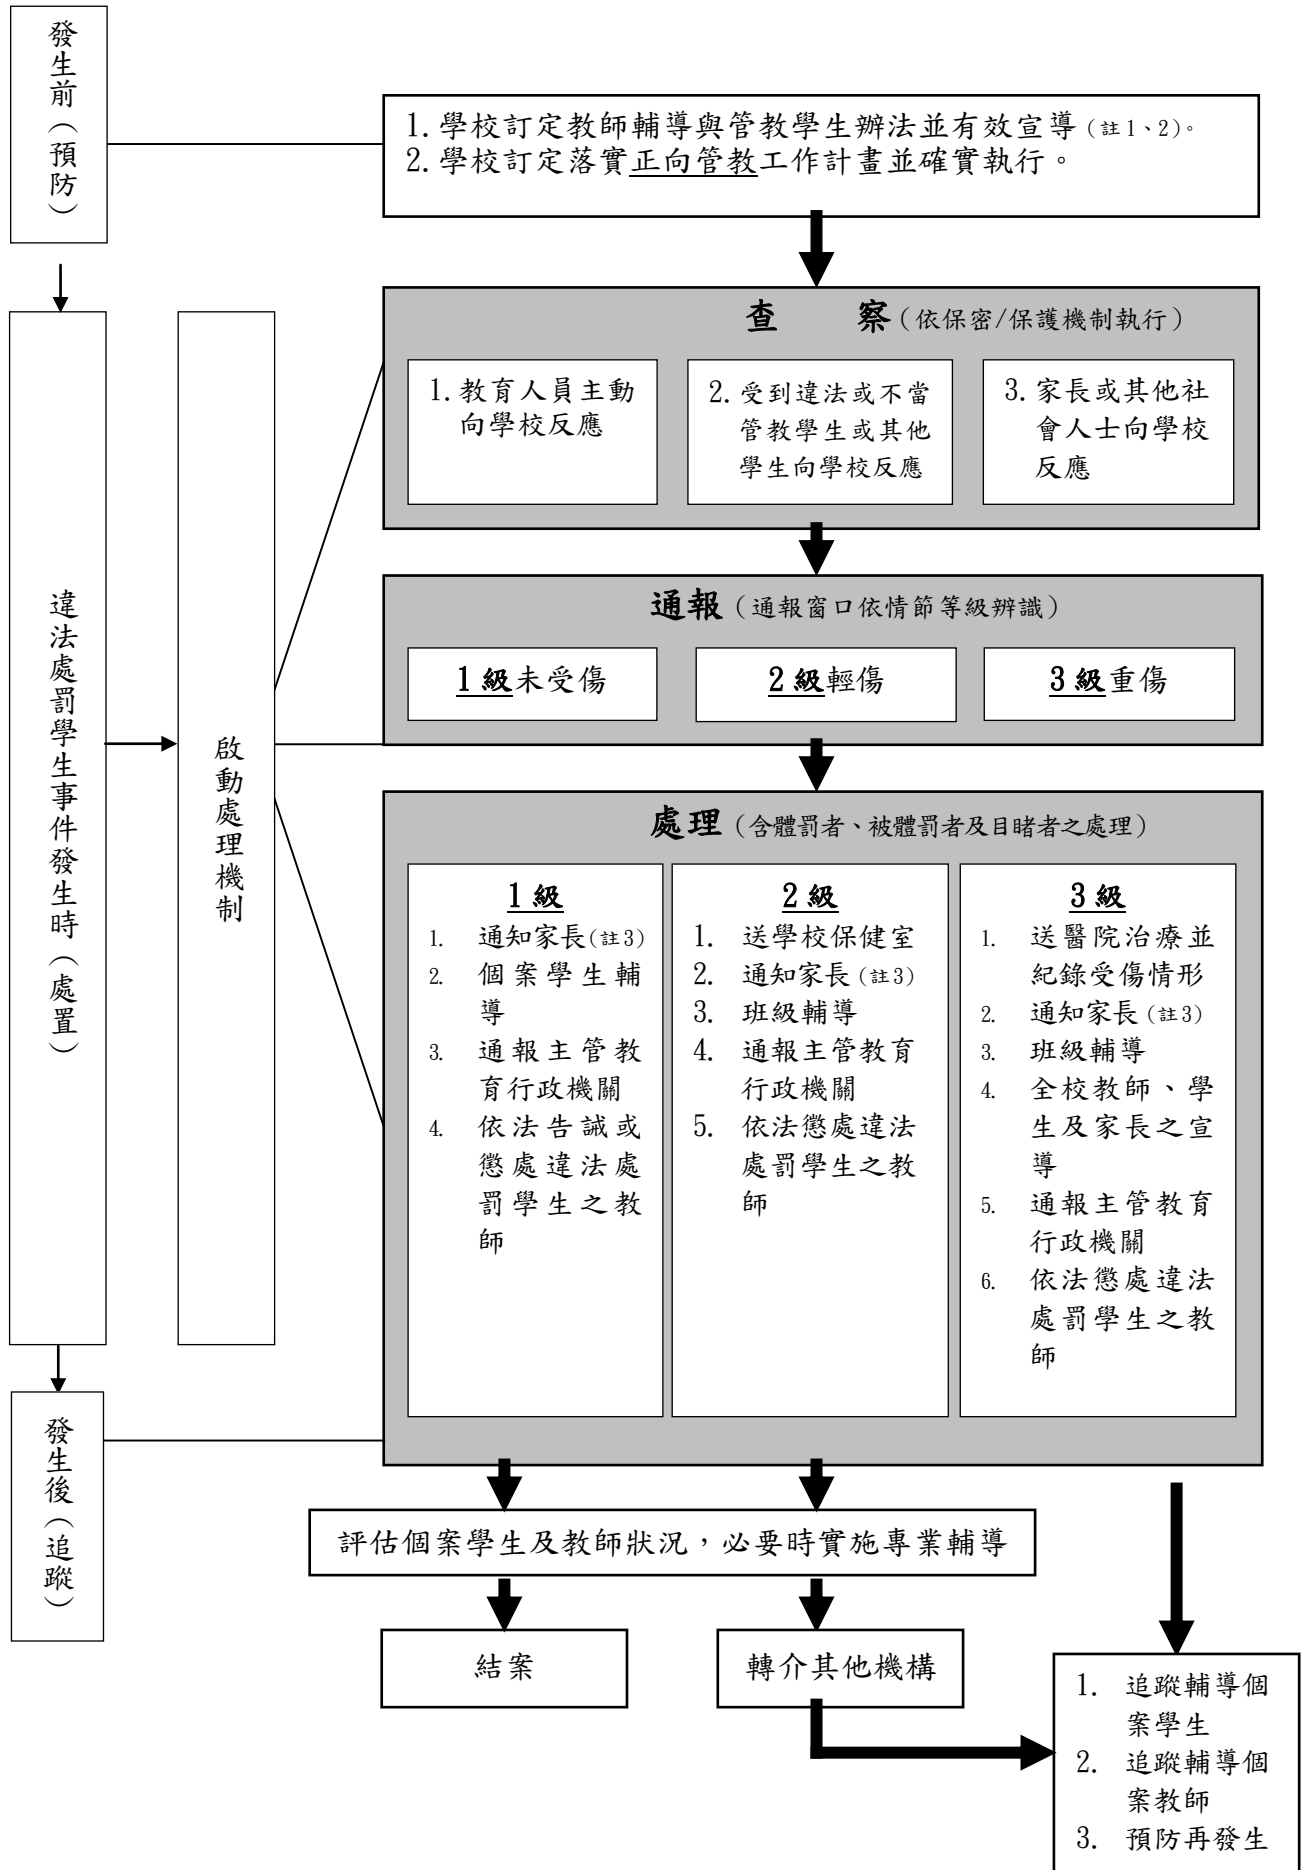 發生前（預防）
1. 學校訂定教師輔導與管教學生辦法並有效宣導（註1、2）。
2. 學校訂定落實正向管教工作計畫並確實執行。
違法處罰學生事件發生時（處置）
啟動處理機制
查 察（依保密/保護機制執行）
1. 教育人員主動
向學校反應
2. 受到違法或不當
管教學生或其他
學生向學校反應
3. 家長或其他社
會人士向學校
反應
通報（通報窗口依情節等級辨識）
1 級未受傷
2 級輕傷
3 級重傷
處理（含體罰者、被體罰者及目睹者之處理）
1 級
1. 通知家長（註3）
2. 個案學生輔
導
3. 通報主管教
育行政機關
4. 依法告誡或
懲處違法處
罰學生之教
師
2 級
1. 送學校保健室
2. 通知家長（註3）
3. 班級輔導
4. 通報主管教育
行政機關
5. 依法懲處違法
處罰學生之教
師
3 級
1. 送醫院治療並
紀錄受傷情形
2. 通知家長（註3）
3. 班級輔導
4. 全校教師、學
生及家長之宣
導
5. 通報主管教育
行政機關
6. 依法懲處違法
處罰學生之教
師
發生後（追蹤）
評估個案學生及教師狀況，必要時實施專業輔導
結案
轉介其他機構
1. 追蹤輔導個
案學生
2. 追蹤輔導個
案教師
3. 預防再發生